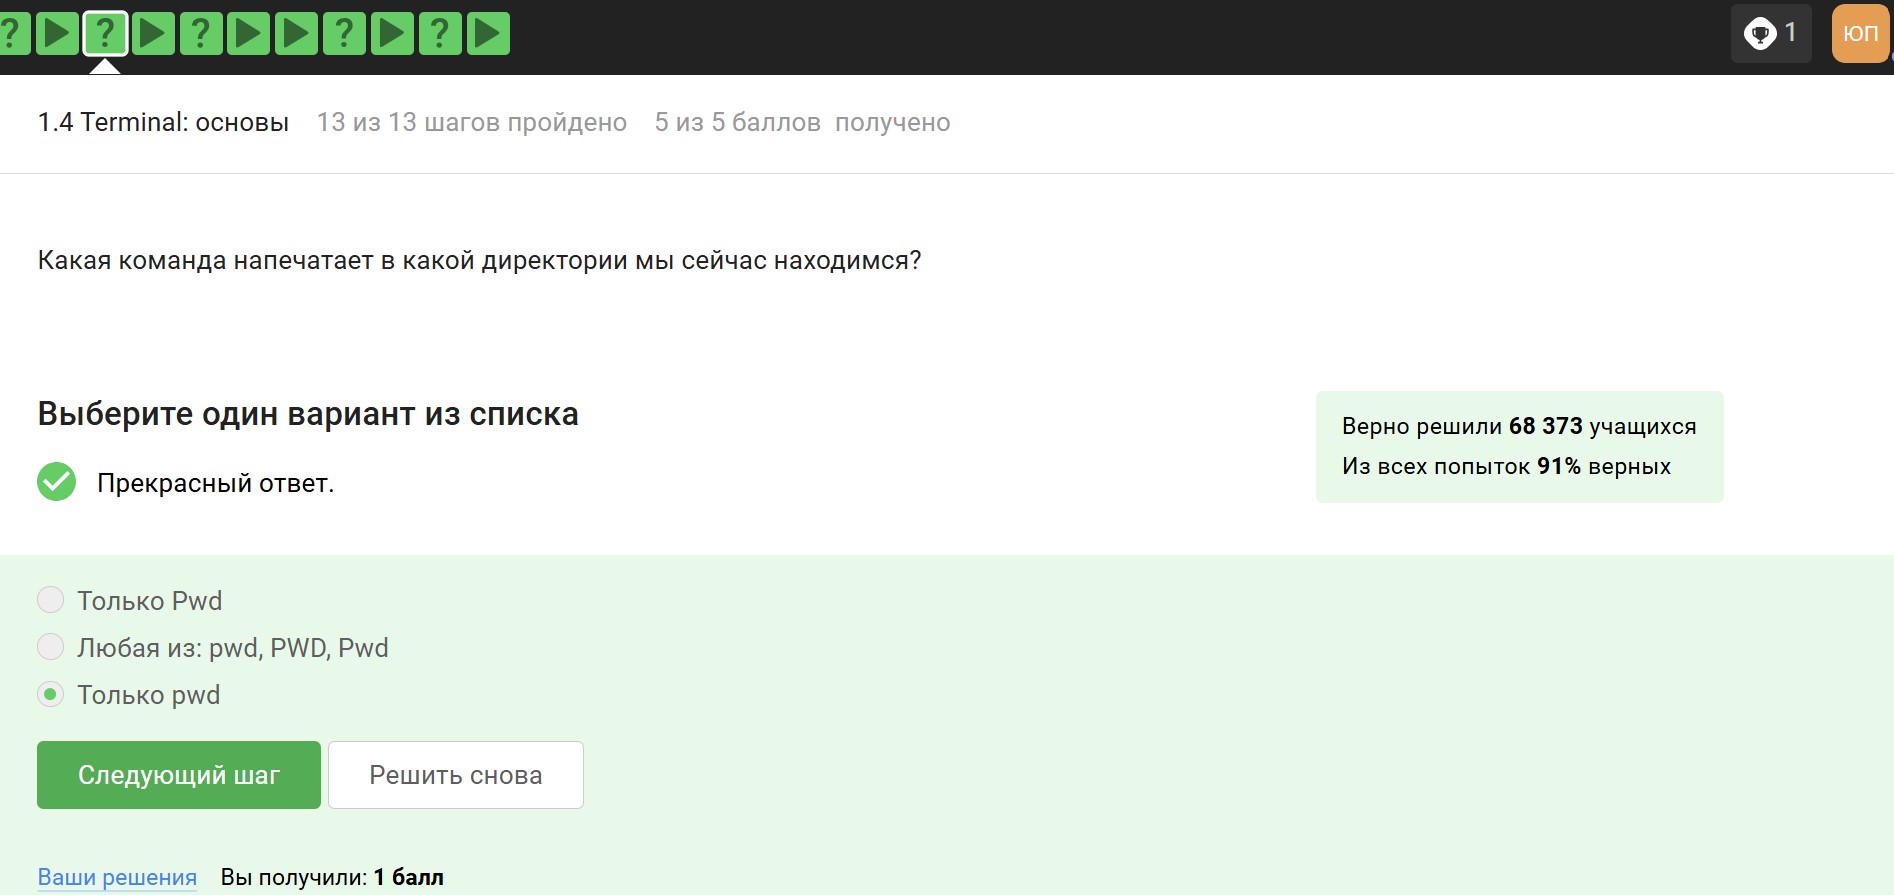 ? ? ? ? ?
1
ЮП
1.4 Terminal: основы 13 из 13 шагов пройдено 5 из 5 баллов получено
Какая команда напечатает в какой директории мы сейчас находимся?
Выберите один вариант из списка
Прекрасный ответ.
Верно решили 68 373 учащихся
Из всех попыток 91% верных
Только Pwd
Любая из: pwd, PWD, Pwd
Только pwd
Следующий шаг
Решить снова
Ваши решения Вы получили: 1 балл